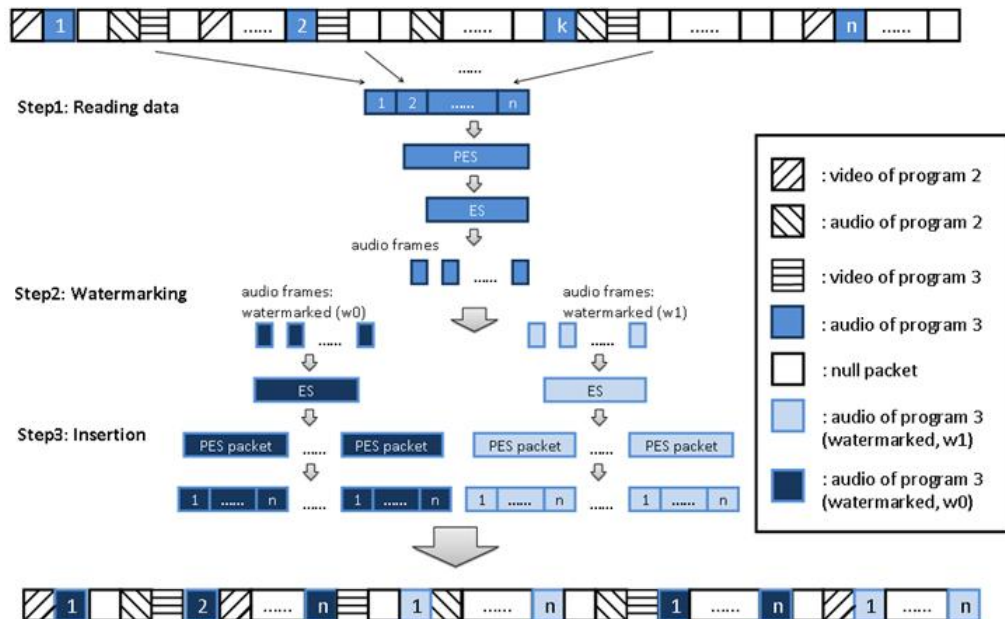 1 ...... 2 ...... k ...... n ......
......
Step1: Reading data
1 2 ...... n
PES
ES
audio frames
......
Step2: Watermarking
audio frames:
watermarked (w0)
......
audio frames:
watermarked (w1)
......
ES
ES
Step3: Insertion
PES packet ...... PES packet
PES packet ...... PES packet
1 ...... n ...... 1 ...... n
1 ...... n ...... 1 ...... n
1 2 ...... n 1 ...... n 1 ...... n 1 ...... n
: video of program 2
: audio of program 2
: video of program 3
: audio of program 3
: null packet
: audio of program 3
(watermarked, w1)
: audio of program 3
(watermarked, w0)